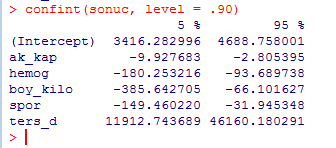 > confint(sonuc, level = .90)
5 % 95 %
(Intercept) 3416.282996 4688.758001
ak_kap -9.927683 -2.805395
hemog -180.253216 -93.689738
boy_kilo -385.642705 -66.101627
spor -149.460220 -31.945348
ters_d 11912.743689 46160.180291
>